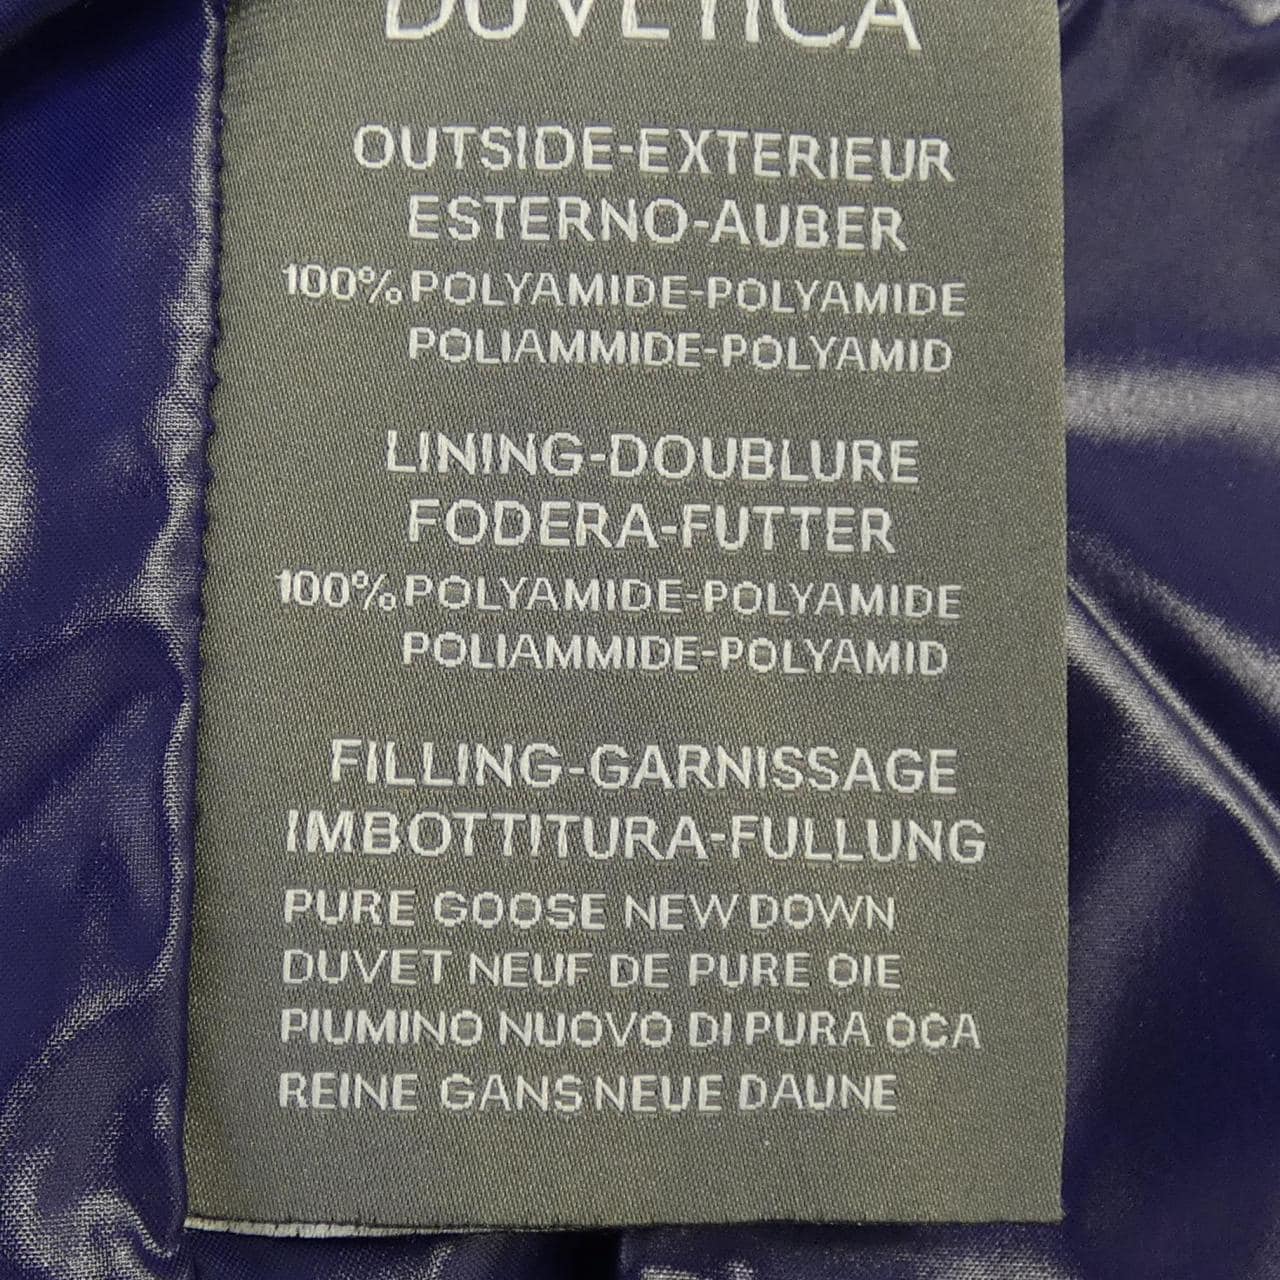 DUVETICA
OUTSIDE-EXTERIEUR
ESTERNO-AUBER
100% POLYAMIDE-POLYAMIDE
POLIAMMIDE-POLYAMID
LINING-DOUBLURE
FODERA-FUTTER
100% POLYAMIDE-POLYAMIDE
POLIAMMIDE-POLYAMID
FILLING-GARNISSAGE
IMBOTTITURA-FULLUNG
PURE GOOSE NEW DOWN
DUVET NEUF DE PURE OIE
PIUMINO NUOVO DI PURA OCA
REINE GANS NEUE DAUNE